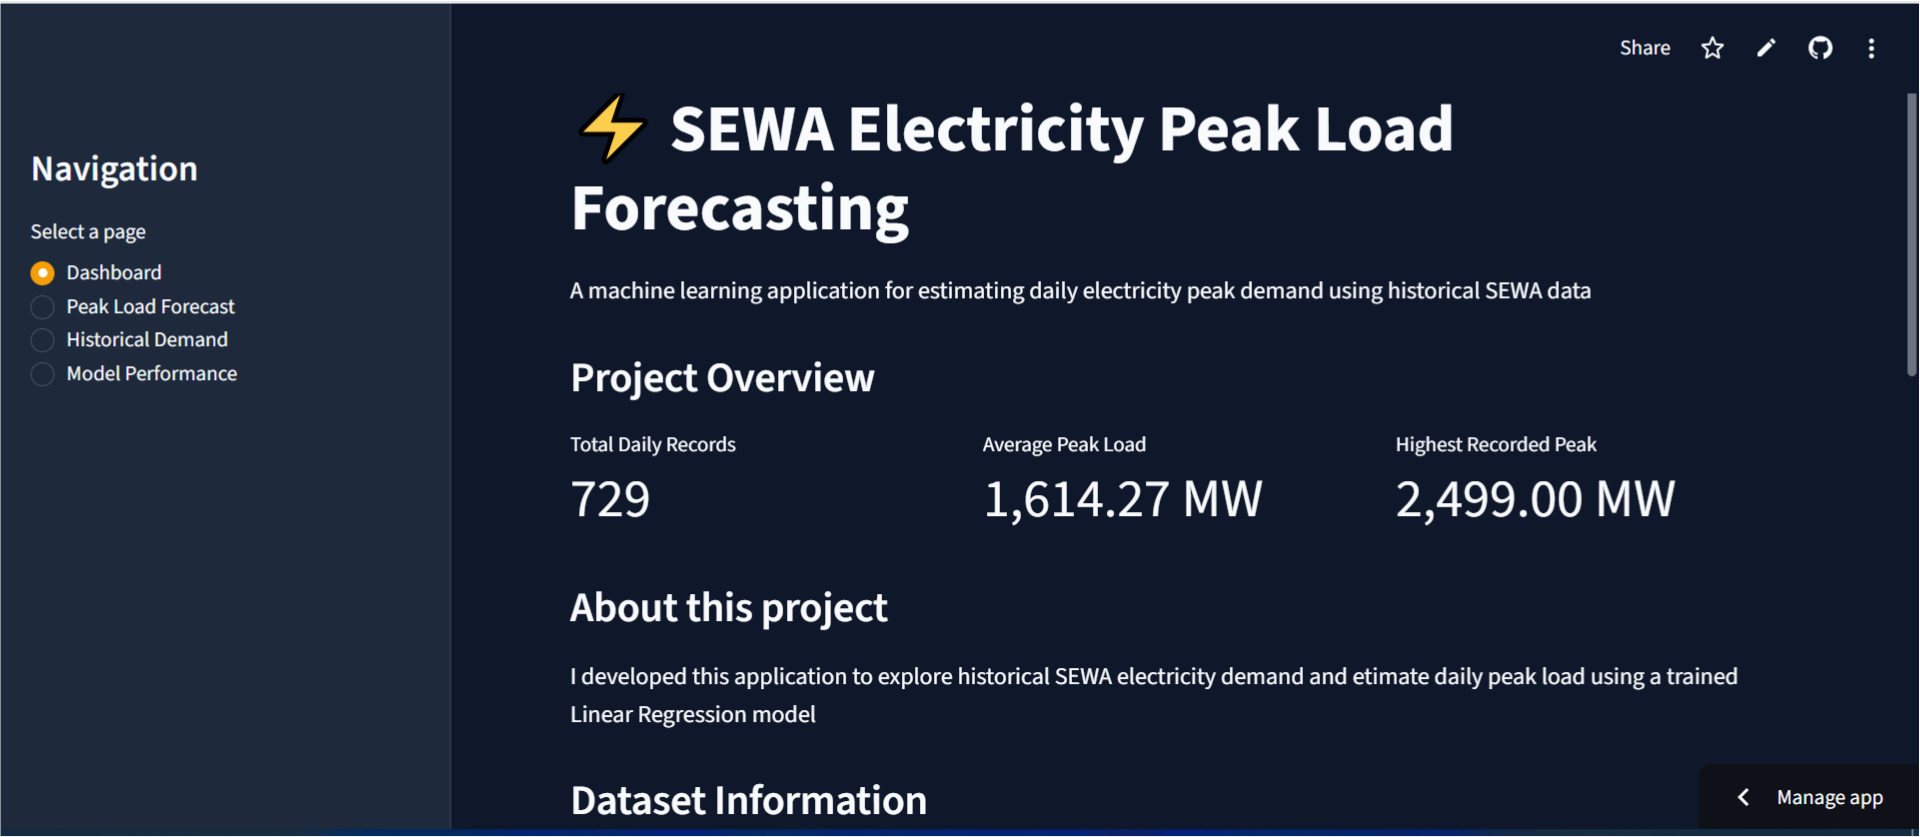 Share
Navigation
Select a page
Dashboard
Peak Load Forecast
Historical Demand
Model Performance
⚡ SEWA Electricity Peak Load
Forecasting
A machine learning application for estimating daily electricity peak demand using historical SEWA data
Project Overview
Total Daily Records
729
Average Peak Load
1,614.27 MW
Highest Recorded Peak
2,499.00 MW
About this project
I developed this application to explore historical SEWA electricity demand and etimate daily peak load using a trained
Linear Regression model
Dataset Information
Manage app